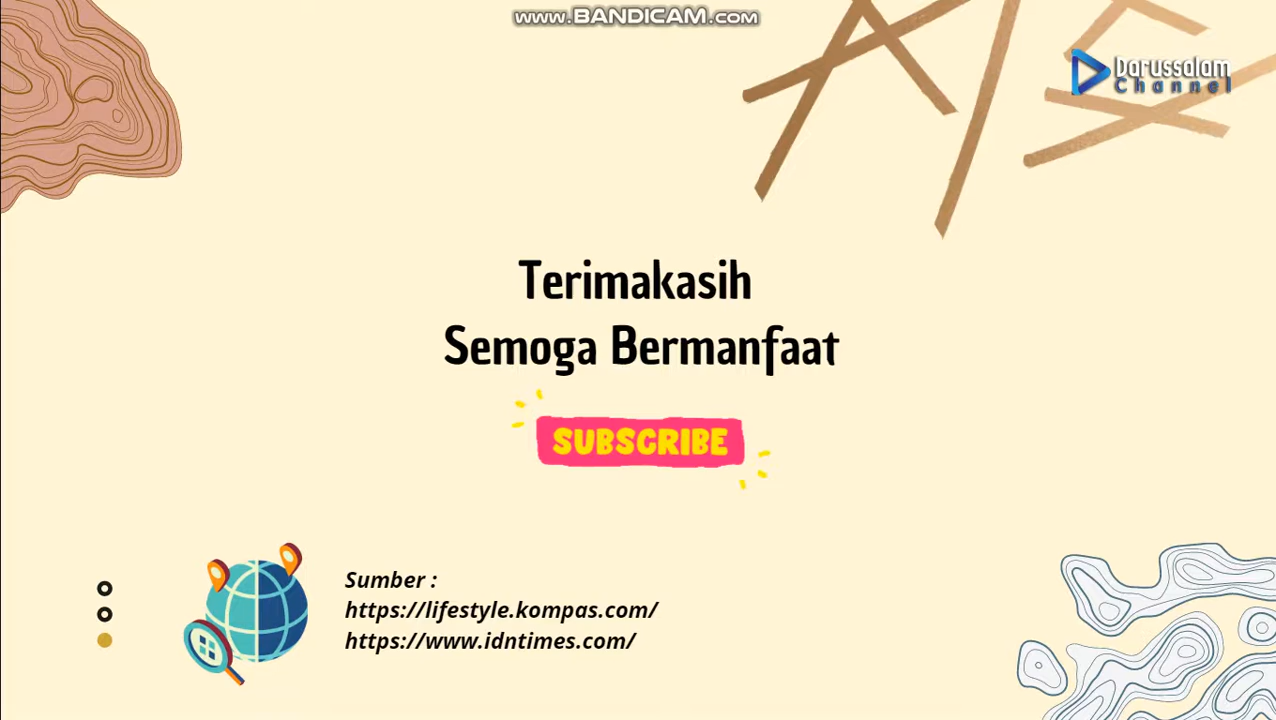 www.BANDICAM.com
Darussalam
Channel
Terimakasih
Semoga Bermanfaat
SUBSCRIBE
Sumber :
https://lifestyle.kompas.com/
https://www.idntimes.com/